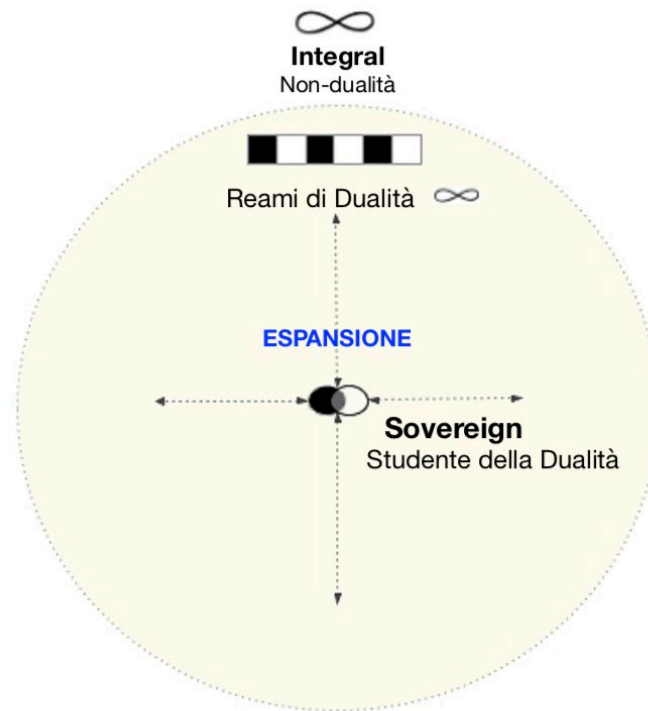 Integral
Non-dualità
Reami di Dualità
ESPANSIONE
Sovereign
Studente della Dualità